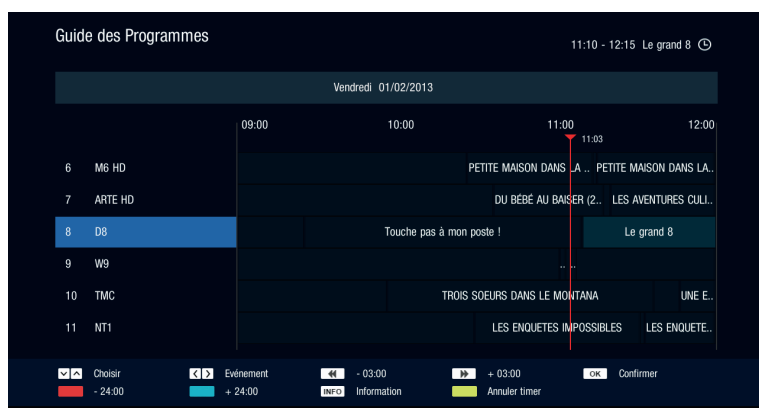 Guide des Programmes
11:10 - 12:15 Le grand 8
Vendredi 01/02/2013
09:00 10:00 11:00 12:00
11:03
6 M6 HD PETITE MAISON DANS LA .. PETITE MAISON DANS LA..
7 ARTE HD DU BÉBÉ AU BAISER (2.. LES AVENTURES CULI..
8 D8 Touche pas à mon poste ! Le grand 8
9 W9 .. ..
10 TMC TROIS SOEURS DANS LE MONTANA UNE E..
11 NT1 LES ENQUETES IMPOSSIBLES LES ENQUETE..
Choisir Evénement - 03:00 + 03:00 OK Confirmer
- 24:00 + 24:00 INFO Information Annuler timer